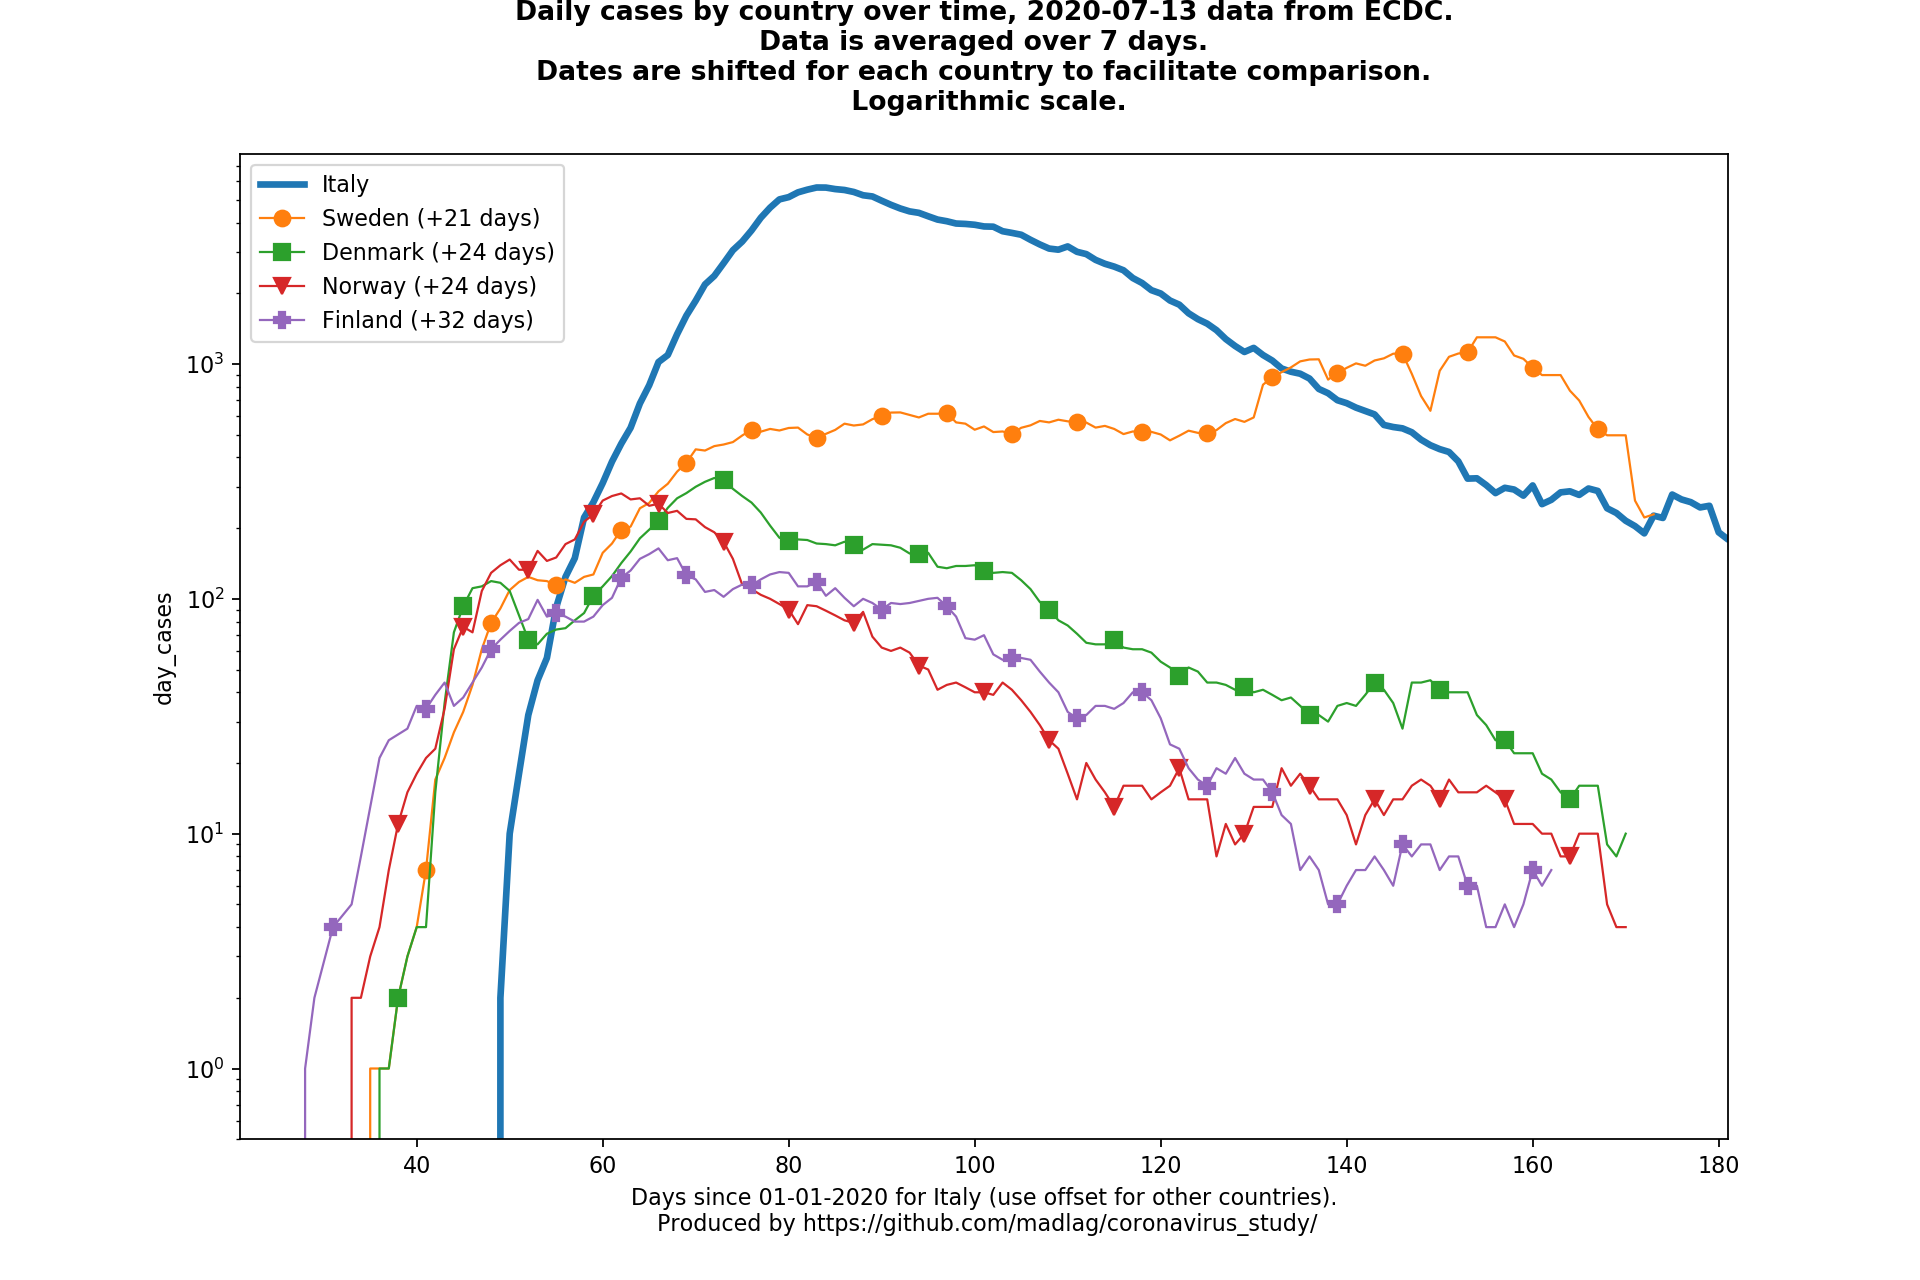 Daily cases by country over time, 2020-07-13 data from ECDC.
Data is averaged over 7 days.
Dates are shifted for each country to facilitate comparison.
Logarithmic scale.
Italy
Sweden (+21 days)
Denmark (+24 days)
Norway (+24 days)
Finland (+32 days)
10³
10²
10¹
10⁰
day_cases
40 60 80 100 120 140 160 180
Days since 01-01-2020 for Italy (use offset for other countries).
Produced by https://github.com/madlag/coronavirus_study/